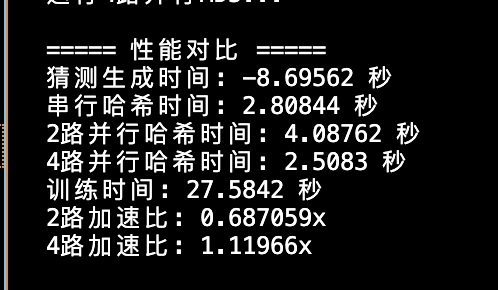 ===== 性能对比 =====
猜测生成时间: -8.69562 秒
串行哈希时间: 2.80844 秒
2路并行哈希时间: 4.08762 秒
4路并行哈希时间: 2.5083 秒
训练时间: 27.5842 秒
2路加速比: 0.687059x
4路加速比: 1.11966x